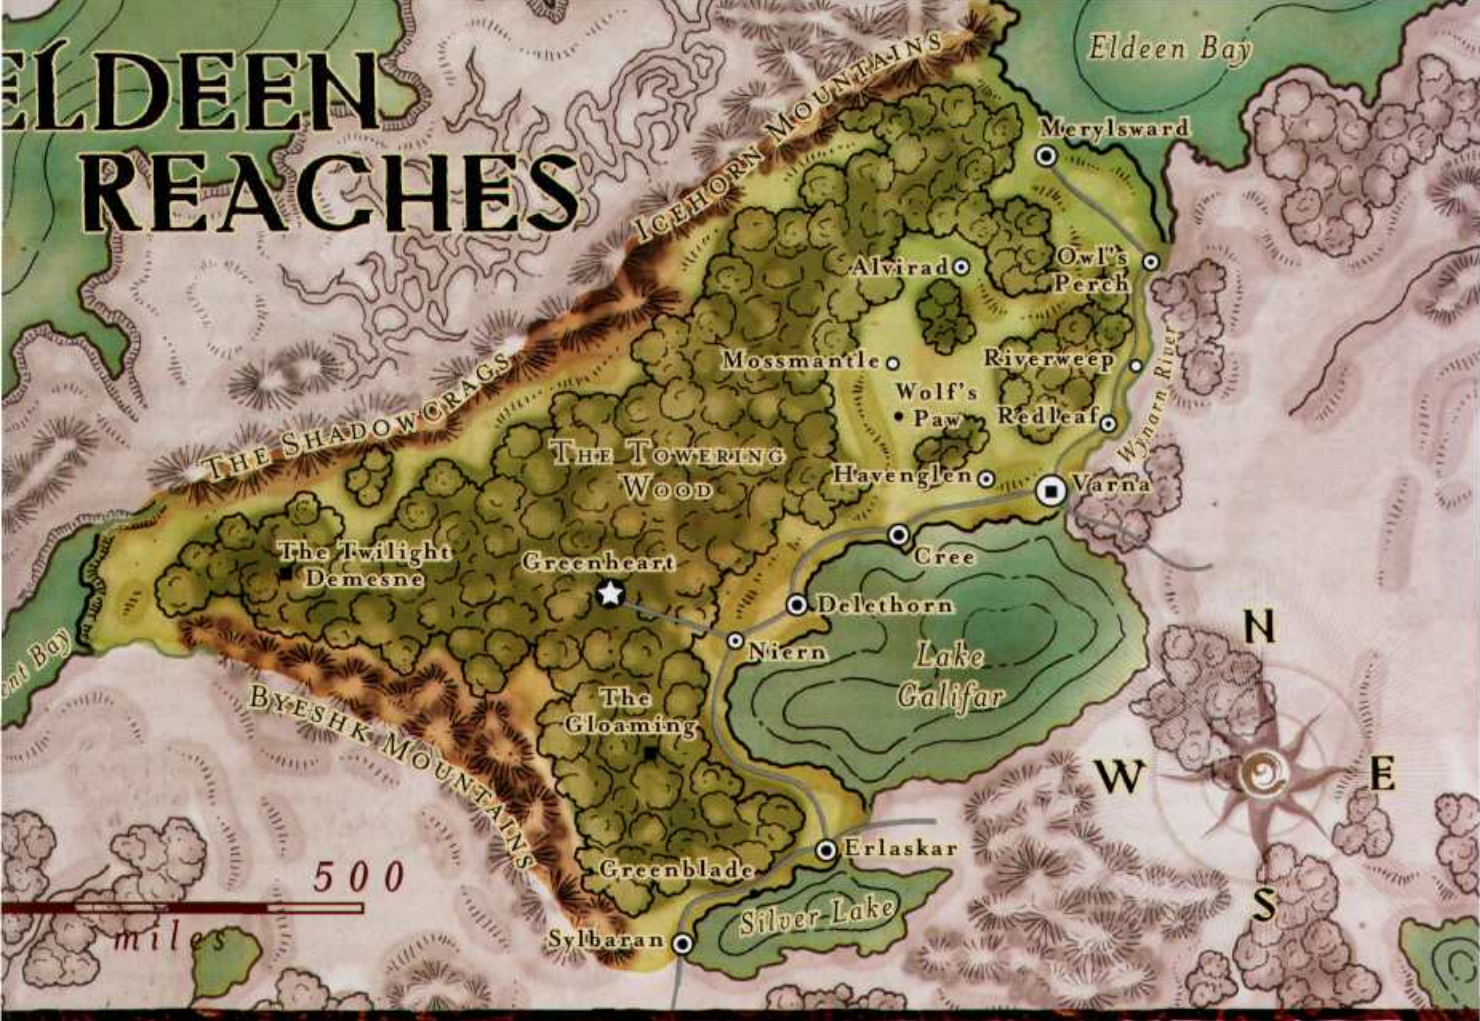 ELDEEN
REACHES
Eldeen Bay
ICEHORN MOUNTAINS
Merylsward
Owl's
Perch
Alvirad
Mossmantle
Riverweep
Wynarn River
Wolf's
Paw
Redleaf
THE SHADOWCRAGS
THE TOWERING
WOOD
Havenglen
Varna
The Twilight
Demesne
Greenheart
Cree
Delethorn
Niern
Lake
Galifar
N
Bay
The
Gloaming
BYESHK MOUNTAINS
W
E
Erlaskar
500
Greenblade
S
Silver Lake
miles
Sylbaran